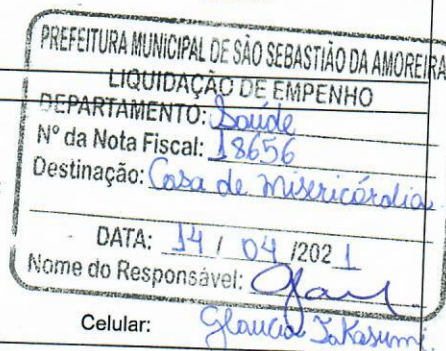 PREFEITURA MUNICIPAL DE SÃO SEBASTIÃO DA AMOREIRA
LIQUIDAÇÃO DE EMPENHO
DEPARTAMENTO: Saúde
Nº da Nota Fiscal: 18656
Destinação: Casa de Misericórdia
DATA: 14 / 04 /2021
Nome do Responsável:
Celular: Glaucia Takasumi